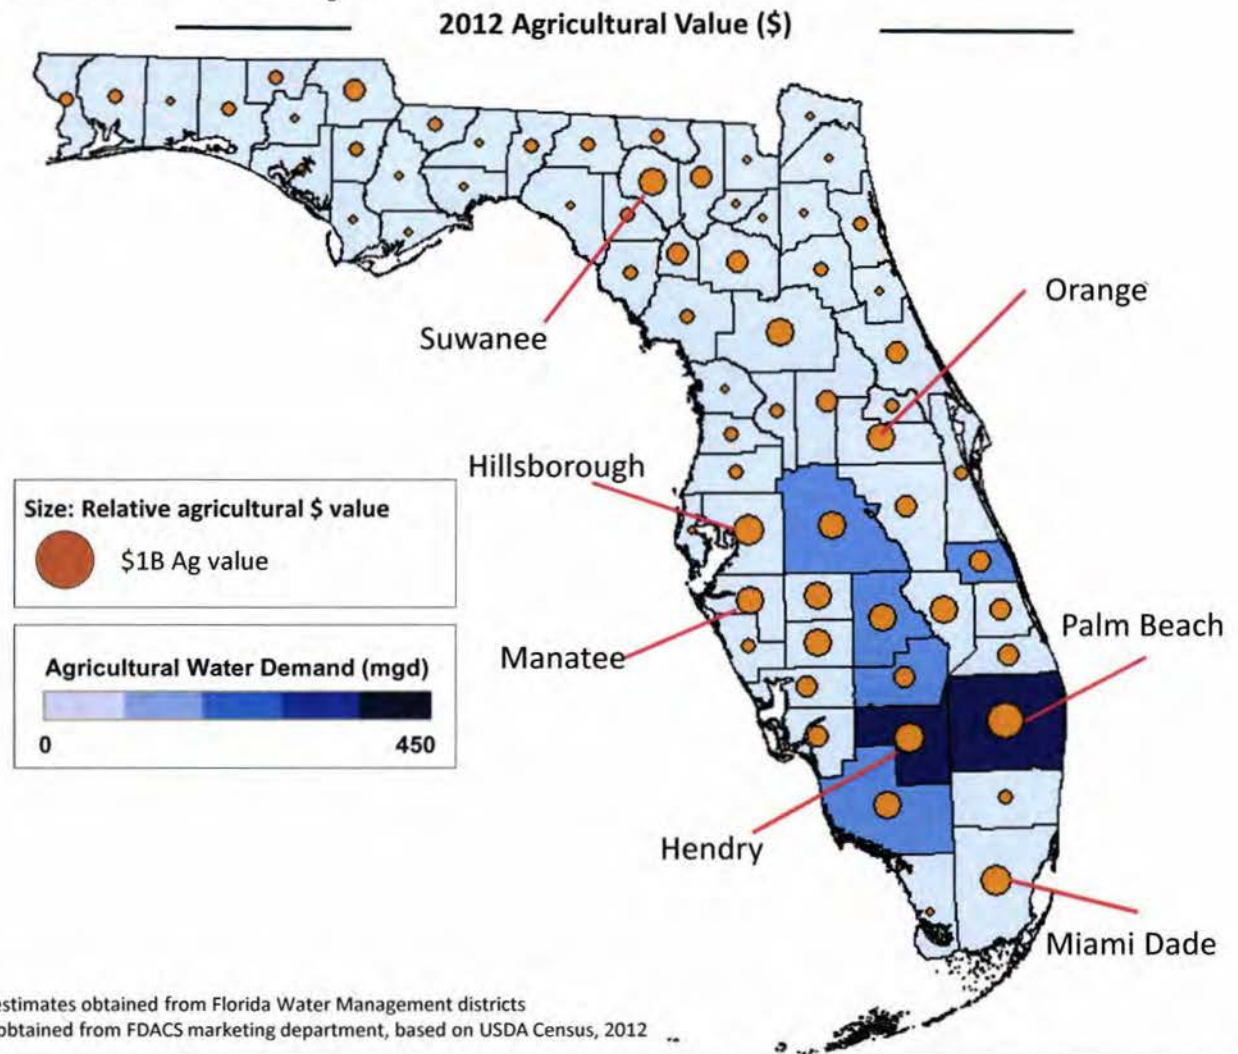 2012 Agricultural Value ($)
Orange
Suwanee
Hillsborough
Size: Relative agricultural $ value
$1B Ag value
Palm Beach
Manatee
Agricultural Water Demand (mgd)
0 450
Hendry
Miami Dade
estimates obtained from Florida Water Management districts
obtained from FDACS marketing department, based on USDA Census, 2012